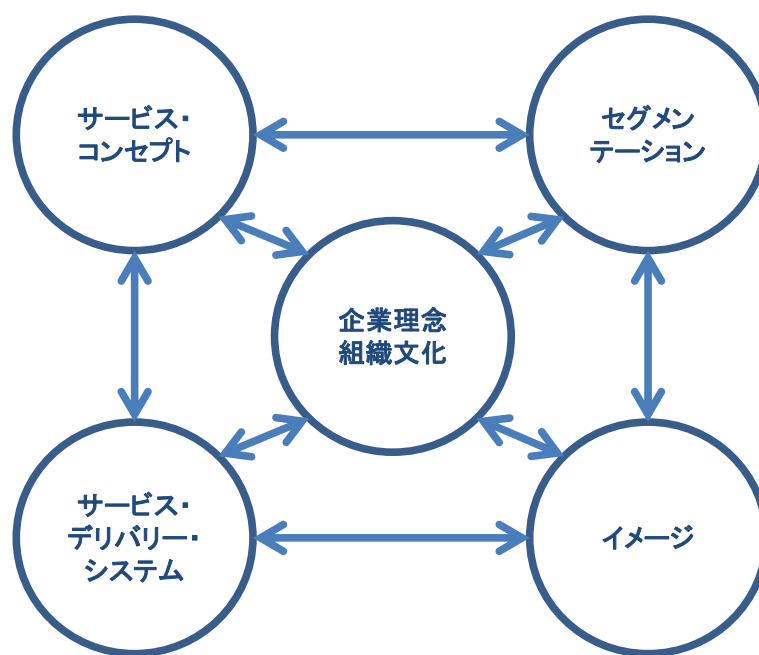 サービス・
コンセプト
セグメン
テーション
企業理念
組織文化
サービス・
デリバリー・
システム
イメージ